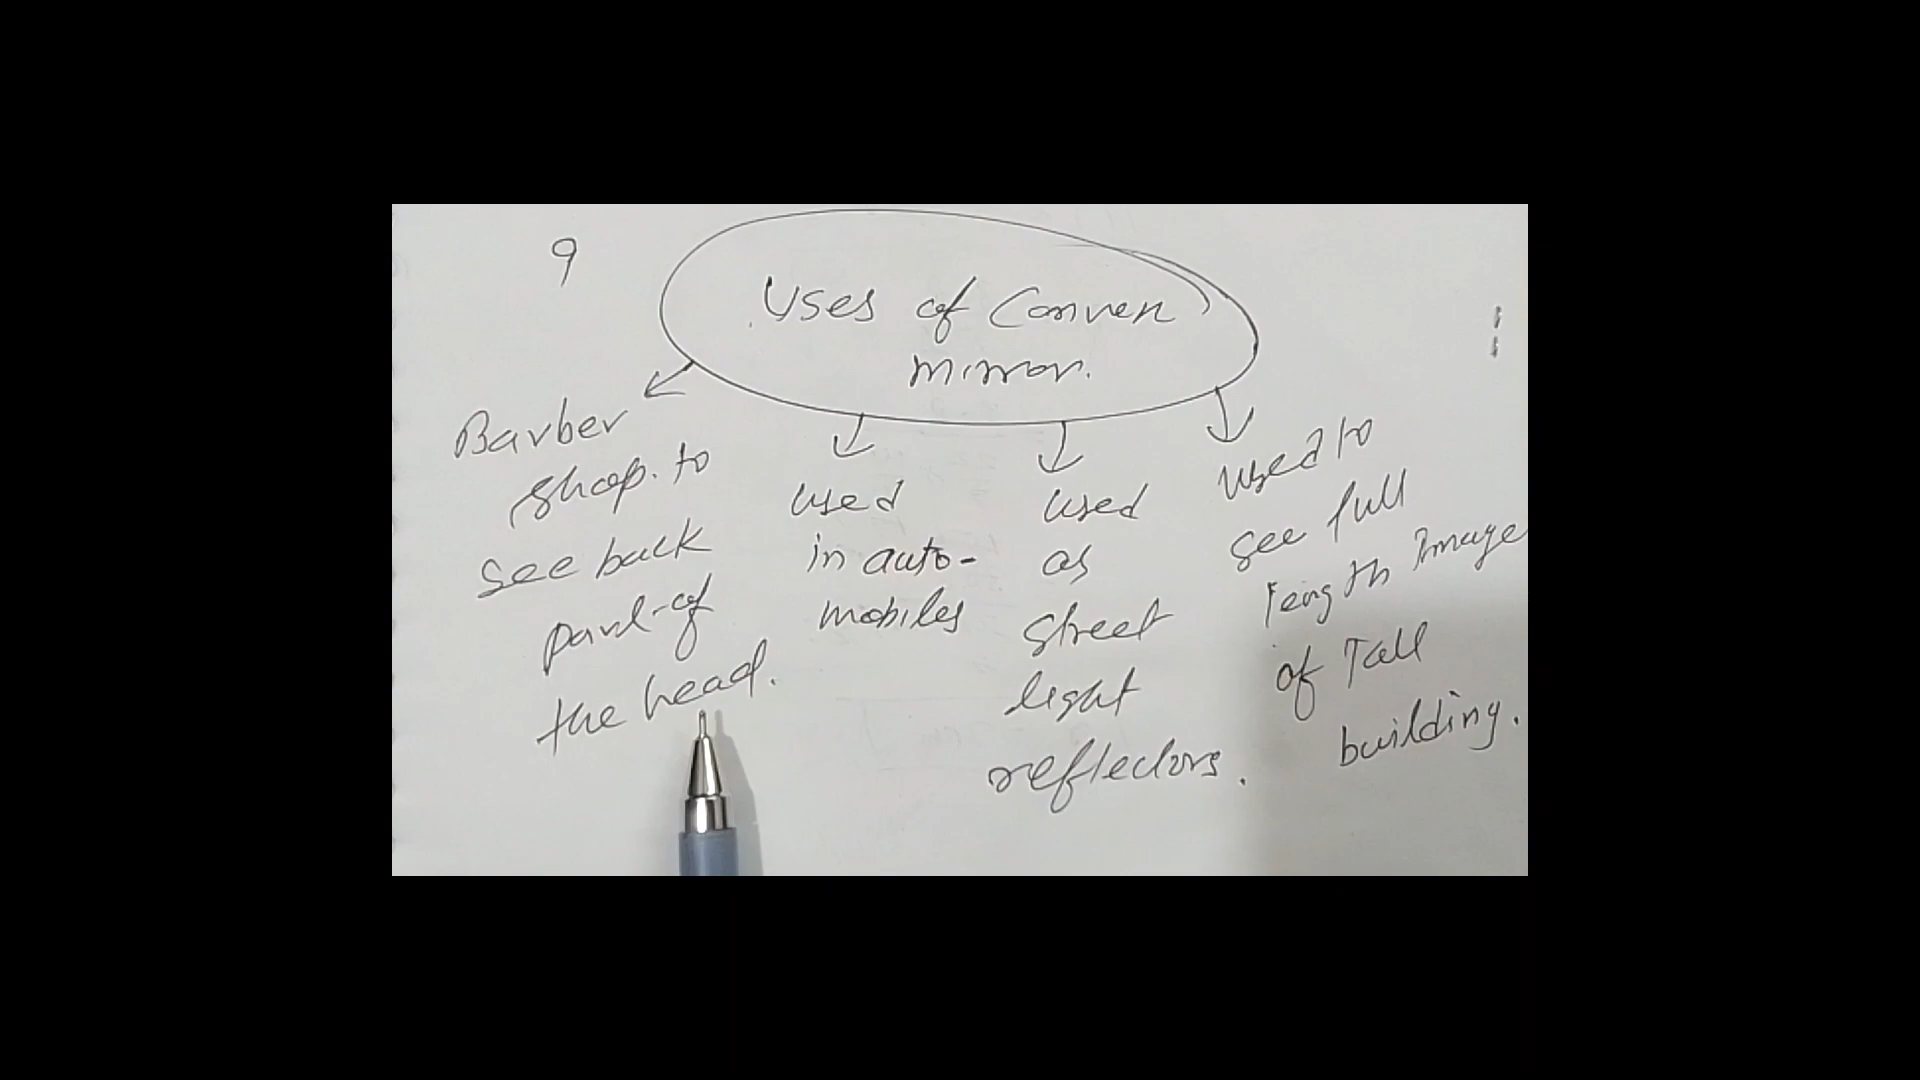 9
Uses of Convex
mirror.
Barber
shop. to
see back
part of
the head.
used
in auto-
mobiles
used
as
street
light
reflectors.
used to
see full
length Image
of Tall
building.